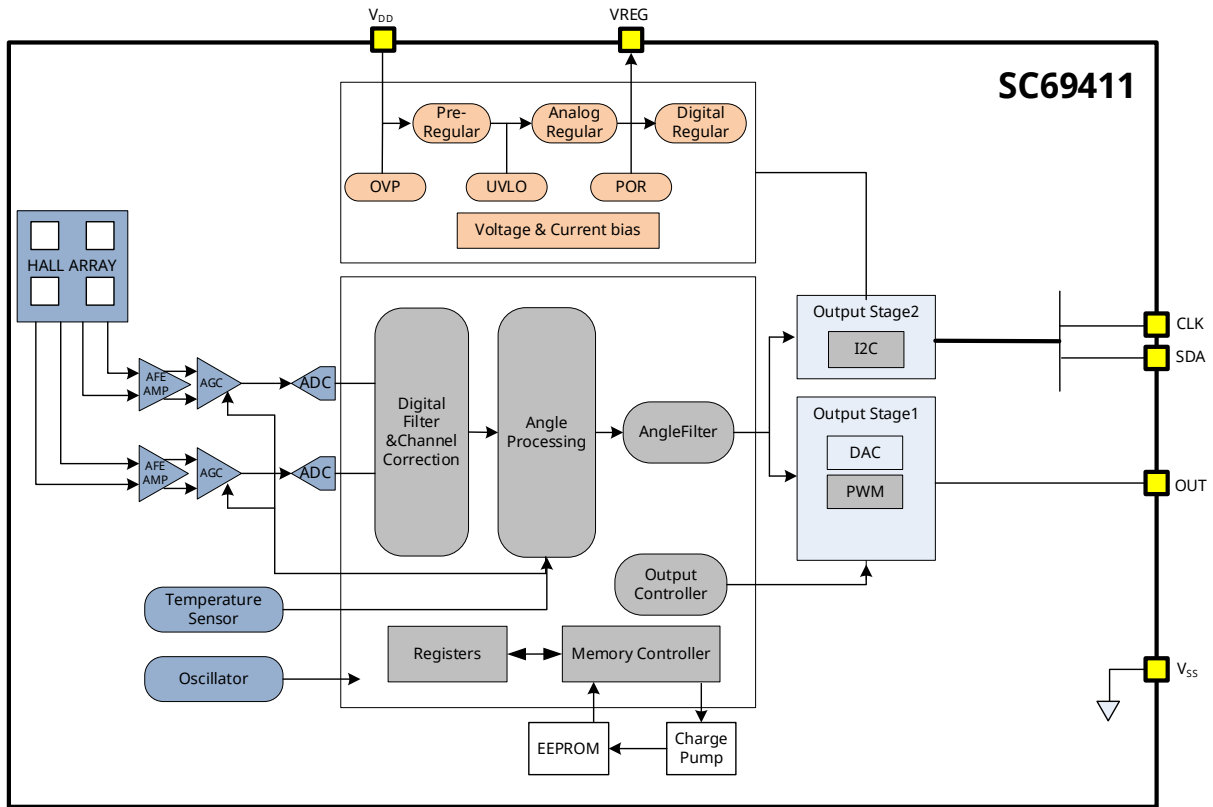 V_DD
VREG
SC69411
Pre-
Regular
Analog
Regular
Digital
Regular
OVP
UVLO
POR
Voltage & Current bias
HALL ARRAY
AFE
AMP
AGC
ADC
AFE
AMP
AGC
ADC
Digital
Filter
&Channel
Correction
Angle
Processing
AngleFilter
Output Stage2
I2C
CLK
SDA
Output Stage1
DAC
PWM
OUT
Output
Controller
Temperature
Sensor
Oscillator
Registers
Memory Controller
EEPROM
Charge
Pump
V_SS